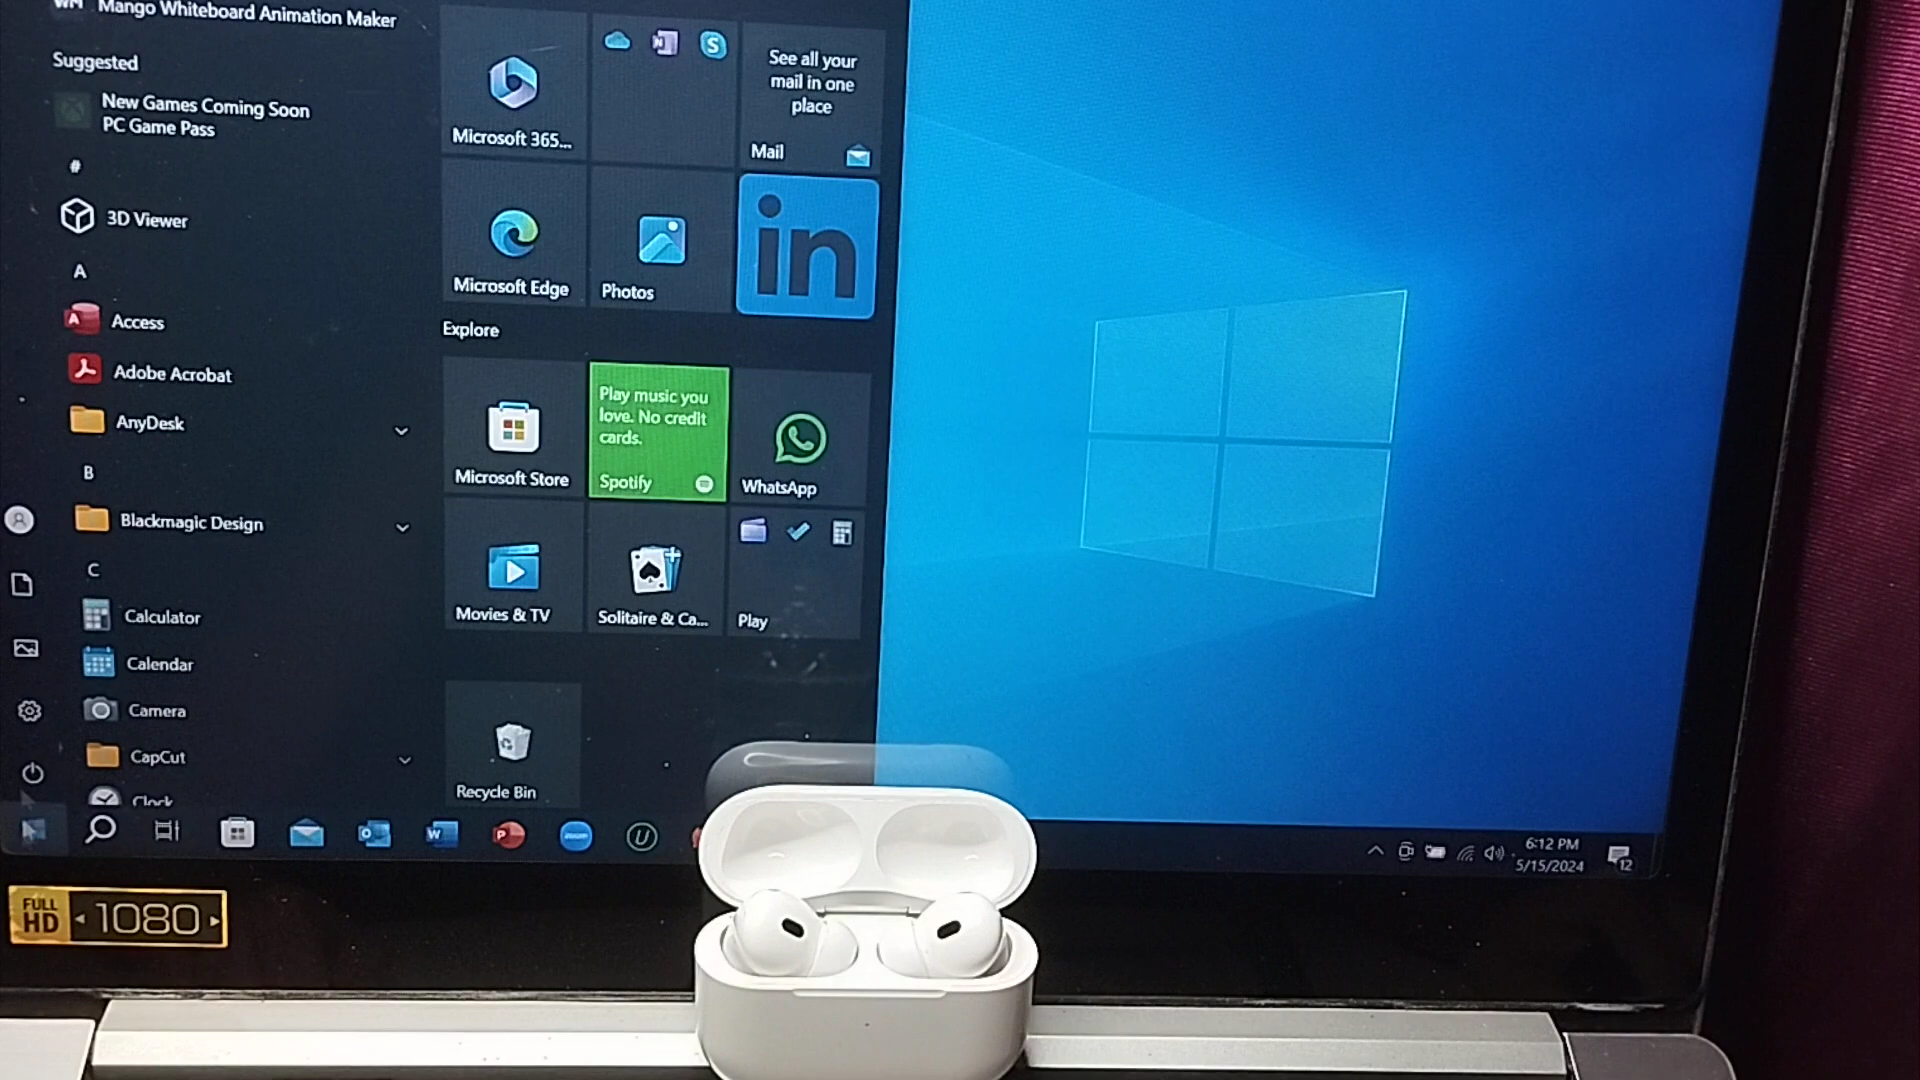 Mango Whiteboard Animation Maker
Suggested
New Games Coming Soon
PC Game Pass
#
3D Viewer
A
Access
Adobe Acrobat
AnyDesk
B
Blackmagic Design
C
Calculator
Calendar
Camera
CapCut
Clock
Microsoft 365...
See all your
mail in one
place
Mail
Microsoft Edge
Photos
in
Explore
Microsoft Store
Play music you
love. No credit
cards.
Spotify
WhatsApp
Movies & TV
Solitaire & Ca...
Play
Recycle Bin
6:12 PM
5/15/2024
12
FULL
HD
1080